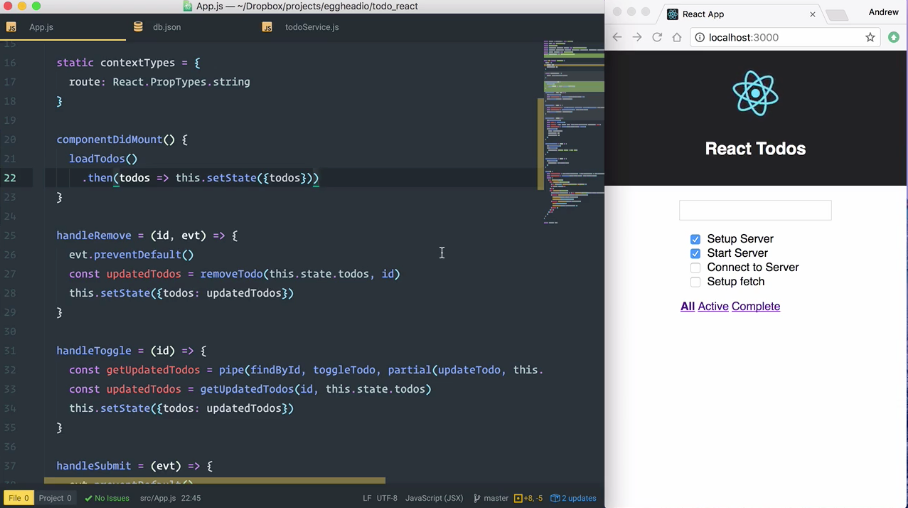 App.js — ~/Dropbox/projects/eggheadio/todo_react
App.js
db.json
todoService.js
15
16 static contextTypes = {
17 route: React.PropTypes.string
18 }
19
20 componentDidMount() {
21 loadTodos()
22 .then(todos => this.setState({todos}))
23 }
24
25 handleRemove = (id, evt) => {
26 evt.preventDefault()
27 const updatedTodos = removeTodo(this.state.todos, id)
28 this.setState({todos: updatedTodos})
29 }
30
31 handleToggle = (id) => {
32 const getUpdatedTodos = pipe(findById, toggleTodo, partial(updateTodo, this.
33 const updatedTodos = getUpdatedTodos(id, this.state.todos)
34 this.setState({todos: updatedTodos})
35 }
36
37 handleSubmit = (evt) => {
evt.preventDefault()
File 0 Project 0 No Issues src/App.js 22:45 LF UTF-8 JavaScript (JSX) master +8, -5 2 updates
React App
Andrew
localhost:3000
React Todos
Setup Server
Start Server
Connect to Server
Setup fetch
All Active Complete